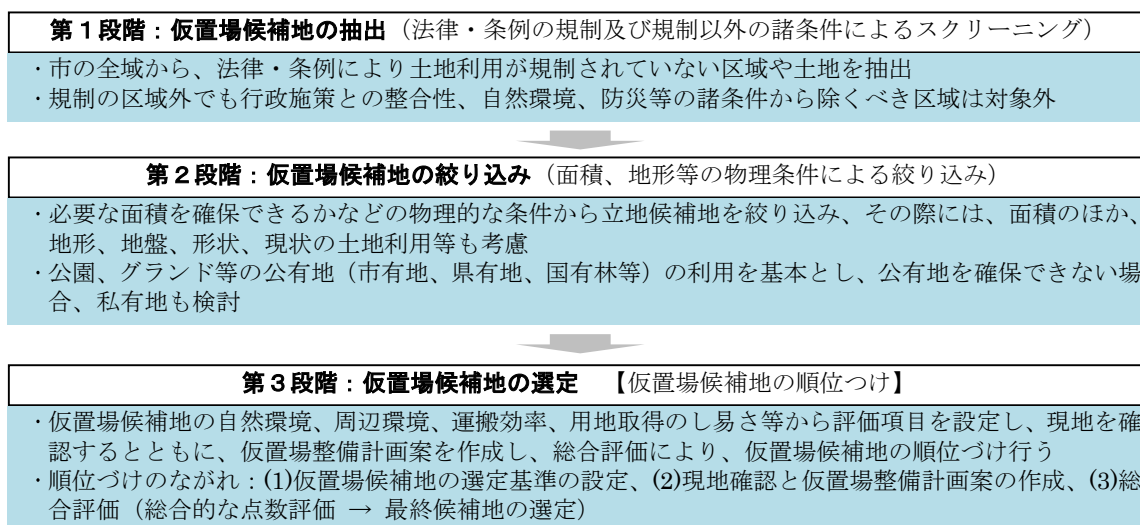 第1段階：仮置場候補地の抽出（法律・条例の規制及び規制以外の諸条件によるスクリーニング）
・市の全域から、法律・条例により土地利用が規制されていない区域や土地を抽出
・規制の区域外でも行政施策との整合性、自然環境、防災等の諸条件から除くべき区域は対象外
第2段階：仮置場候補地の絞り込み（面積、地形等の物理条件による絞り込み）
・必要な面積を確保できるかなどの物理的な条件から立地候補地を絞り込み、その際には、面積のほか、
地形、地盤、形状、現状の土地利用等も考慮
・公園、グランド等の公有地（市有地、県有地、国有林等）の利用を基本とし、公有地を確保できない場
合、私有地も検討
第3段階：仮置場候補地の選定　【仮置場候補地の順位つけ】
・仮置場候補地の自然環境、周辺環境、運搬効率、用地取得のし易さ等から評価項目を設定し、現地を確
認するとともに、仮置場整備計画案を作成し、総合評価により、仮置場候補地の順位づけ行う
・順位づけのながれ：(1)仮置場候補地の選定基準の設定、(2)現地確認と仮置場整備計画案の作成、(3)総
合評価（総合的な点数評価 → 最終候補地の選定）